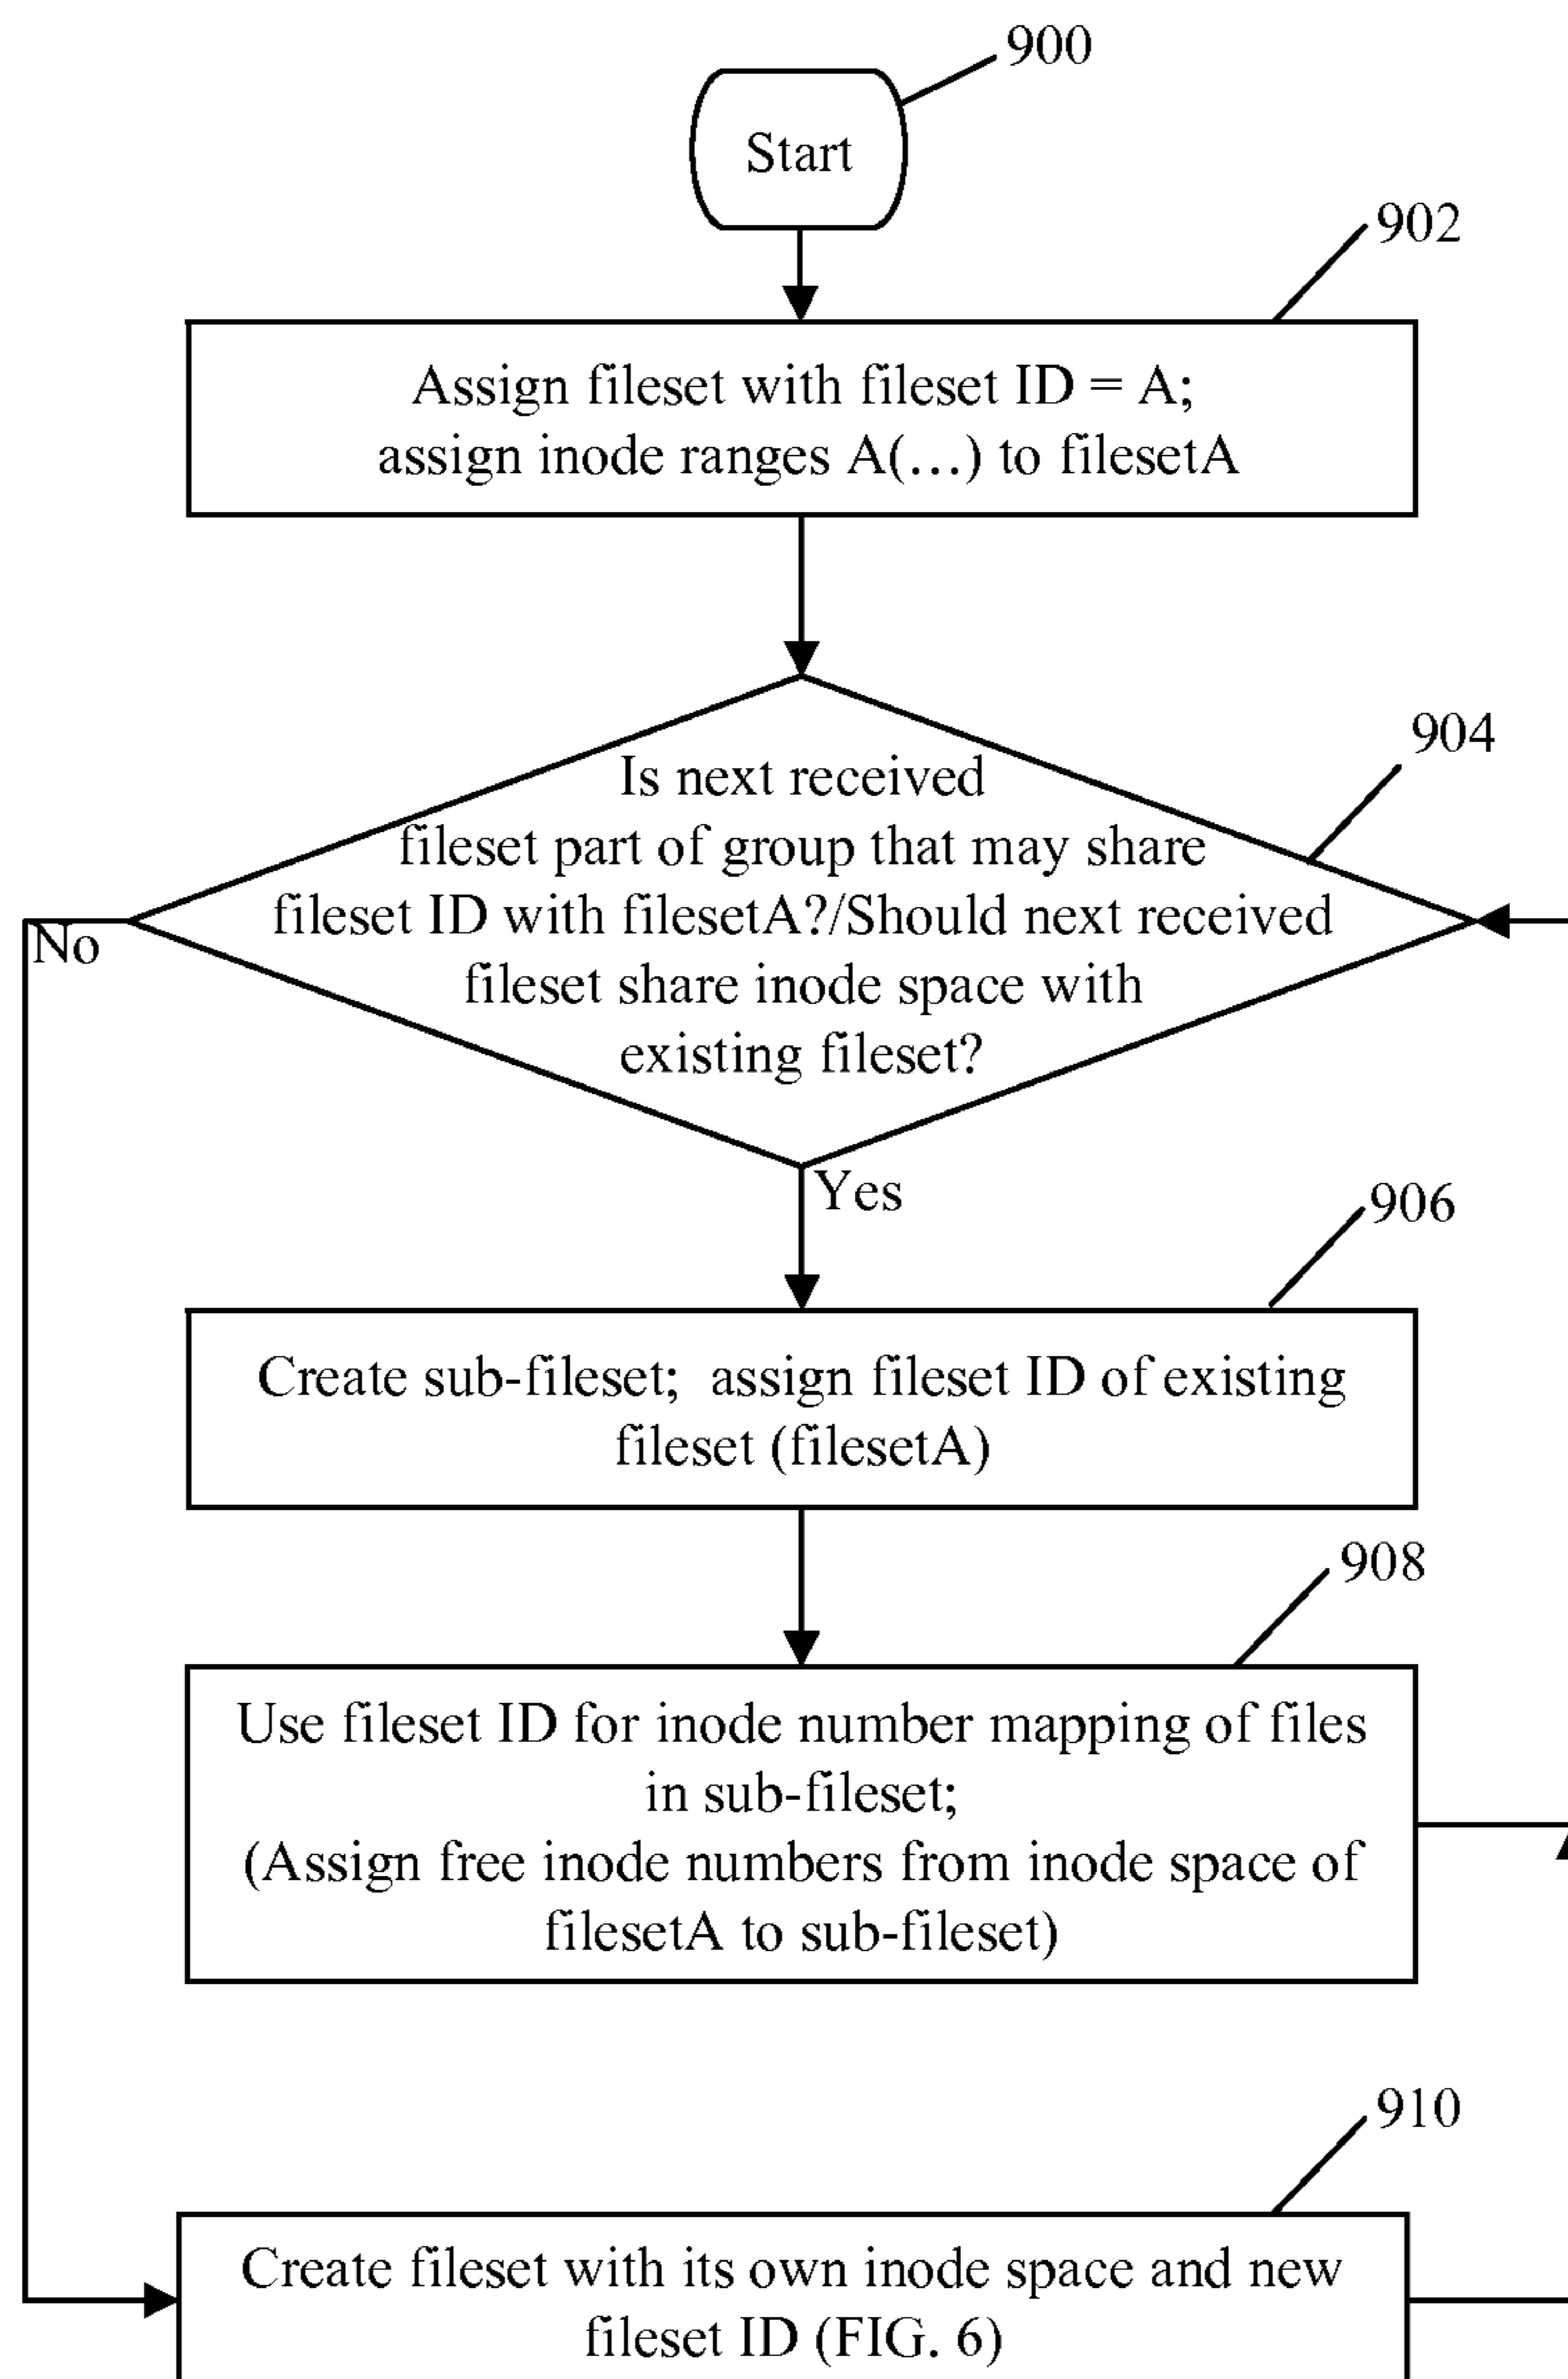 900
Start
902
Assign fileset with fileset ID = A;
assign inode ranges A(…) to filesetA
904
Is next received
fileset part of group that may share
fileset ID with filesetA?/Should next received
fileset share inode space with
existing fileset?
No
Yes
906
Create sub-fileset; assign fileset ID of existing
fileset (filesetA)
908
Use fileset ID for inode number mapping of files
in sub-fileset;
(Assign free inode numbers from inode space of
filesetA to sub-fileset)
910
Create fileset with its own inode space and new
fileset ID (FIG. 6)